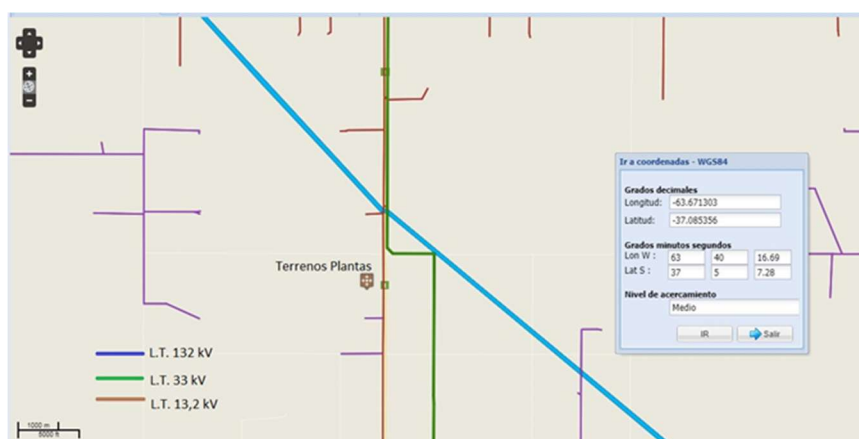 Ir a coordenadas - WGS84
Grados decimales
Longitud: -63.671303
Latitud: -37.085356
Grados minutos segundos
Lon W : 63 40 16.69
Lat S : 37 5 7.28
Nivel de acercamiento
Medio
IR Salir
Terrenos Plantas
L.T. 132 kV
L.T. 33 kV
L.T. 13,2 kV
1000 m
5000 ft